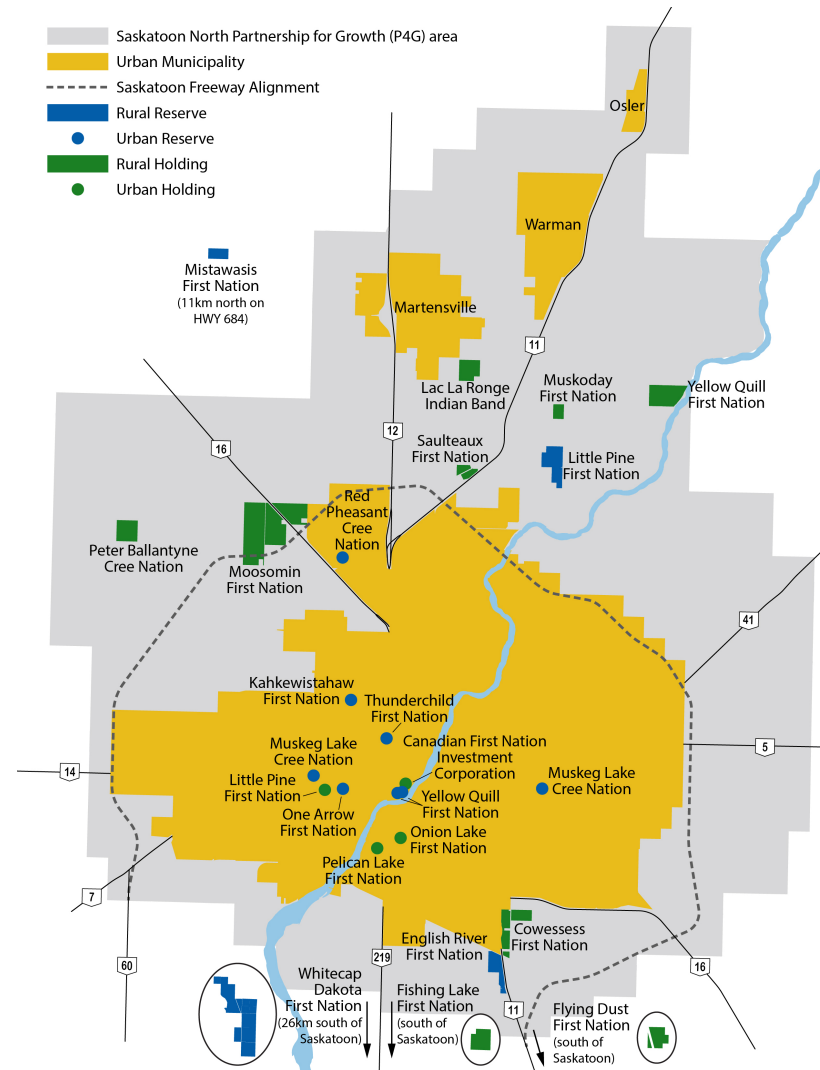 Saskatoon North Partnership for Growth (P4G) area
Urban Municipality
Saskatoon Freeway Alignment
Rural Reserve
Urban Reserve
Rural Holding
Urban Holding
Osler
Warman
Mistawasis
First Nation
(11km north on
HWY 684)
Martensville
11
Lac La Ronge
Indian Band
Muskoday
First Nation
Yellow Quill
First Nation
12
16
Saulteaux
First Nation
Little Pine
First Nation
Red
Pheasant
Cree
Nation
Peter Ballantyne
Cree Nation
Moosomin
First Nation
41
Kahkewistahaw
First Nation
Thunderchild
First Nation
Canadian First Nation
Investment
Corporation
5
Muskeg Lake
Cree Nation
14
Little Pine
First Nation
Muskeg Lake
Cree Nation
One Arrow
First Nation
Yellow Quill
First Nation
Onion Lake
First Nation
Pelican Lake
First Nation
7
Cowessess
First Nation
English River
First Nation
219
60
16
Whitecap
Dakota
First Nation
(26km south of
Saskatoon)
Fishing Lake
First Nation
(south of
Saskatoon)
11
Flying Dust
First Nation
(south of
Saskatoon)